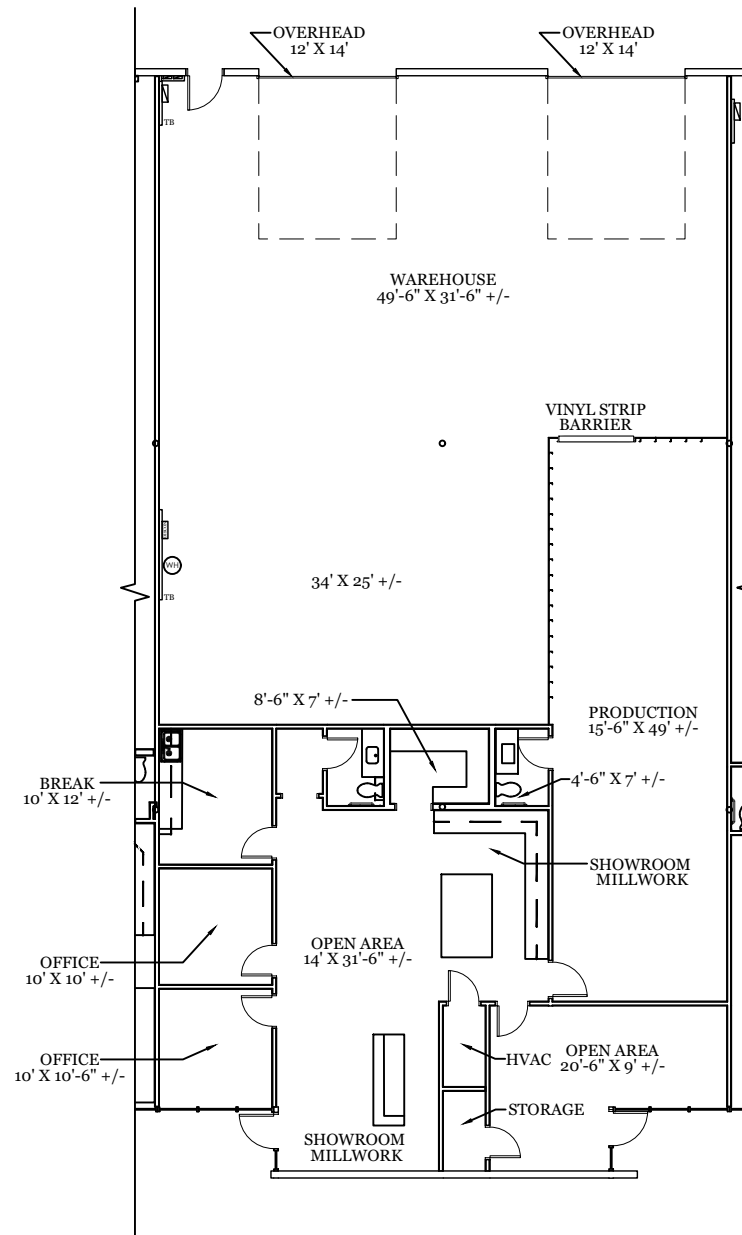 OVERHEAD
12' X 14'
OVERHEAD
12' X 14'
TB
WAREHOUSE
49'-6" X 31'-6" +/-
VINYL STRIP
BARRIER
WH
34' X 25' +/-
TB
8'-6" X 7' +/-
PRODUCTION
15'-6" X 49' +/-
BREAK
10' X 12' +/-
4'-6" X 7' +/-
SHOWROOM
MILLWORK
OPEN AREA
14' X 31'-6" +/-
OFFICE
10' X 10' +/-
HVAC
OPEN AREA
20'-6" X 9' +/-
OFFICE
10' X 10'-6" +/-
STORAGE
SHOWROOM
MILLWORK